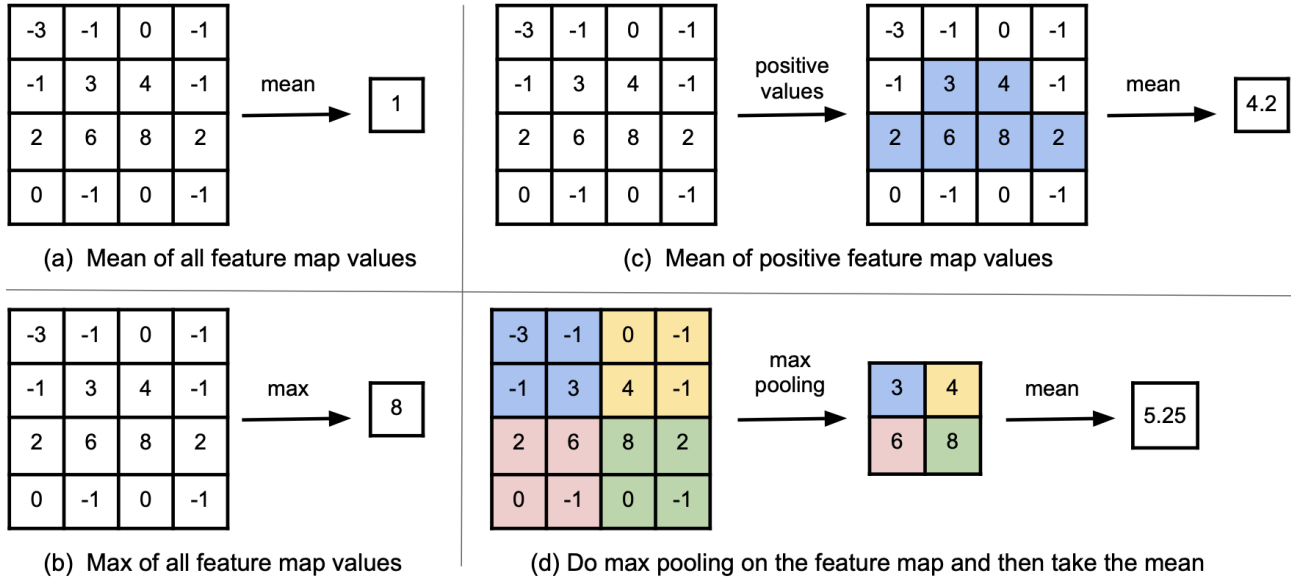 -3 -1 0 -1
-1 3 4 -1
2 6 8 2
0 -1 0 -1
mean
1
(a) Mean of all feature map values
-3 -1 0 -1
-1 3 4 -1
2 6 8 2
0 -1 0 -1
positive
values
-3 -1 0 -1
-1 3 4 -1
2 6 8 2
0 -1 0 -1
mean
4.2
(c) Mean of positive feature map values
-3 -1 0 -1
-1 3 4 -1
2 6 8 2
0 -1 0 -1
max
8
(b) Max of all feature map values
-3 -1 0 -1
-1 3 4 -1
2 6 8 2
0 -1 0 -1
max
pooling
3 4
6 8
mean
5.25
(d) Do max pooling on the feature map and then take the mean